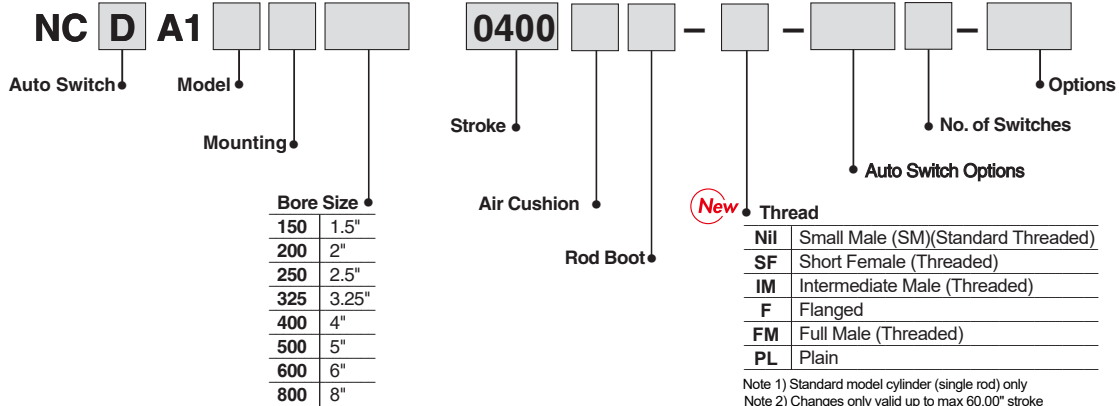 NC D A1 0400 – – –
Auto Switch
Model
Options
Stroke
No. of Switches
Mounting
Auto Switch Options
Bore Size
150 1.5"
200 2"
250 2.5"
325 3.25"
400 4"
500 5"
600 6"
800 8"
Air Cushion
Rod Boot
New
Thread
Nil Small Male (SM)(Standard Threaded)
SF Short Female (Threaded)
IM Intermediate Male (Threaded)
F Flanged
FM Full Male (Threaded)
PL Plain
Note 1) Standard model cylinder (single rod) only
Note 2) Changes only valid up to max 60.00" stroke